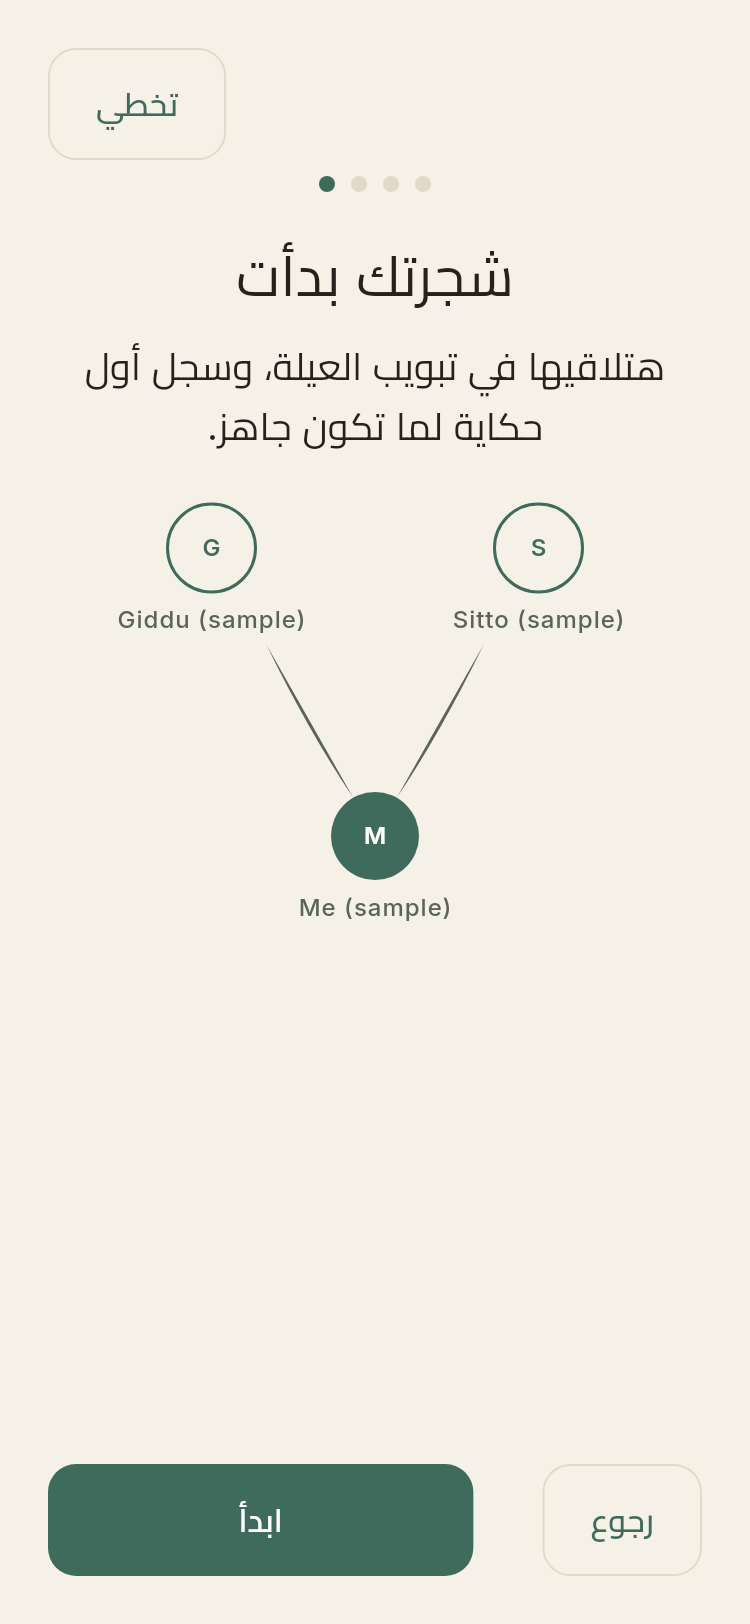 تخطي
شجرتك بدأت
هتلاقيها في تبويب العيلة، وسجل أول
حكاية لما تكون جاهز.
S
G
Sitto (sample)
Giddu (sample)
M
Me (sample)
رجوع
ابدأ